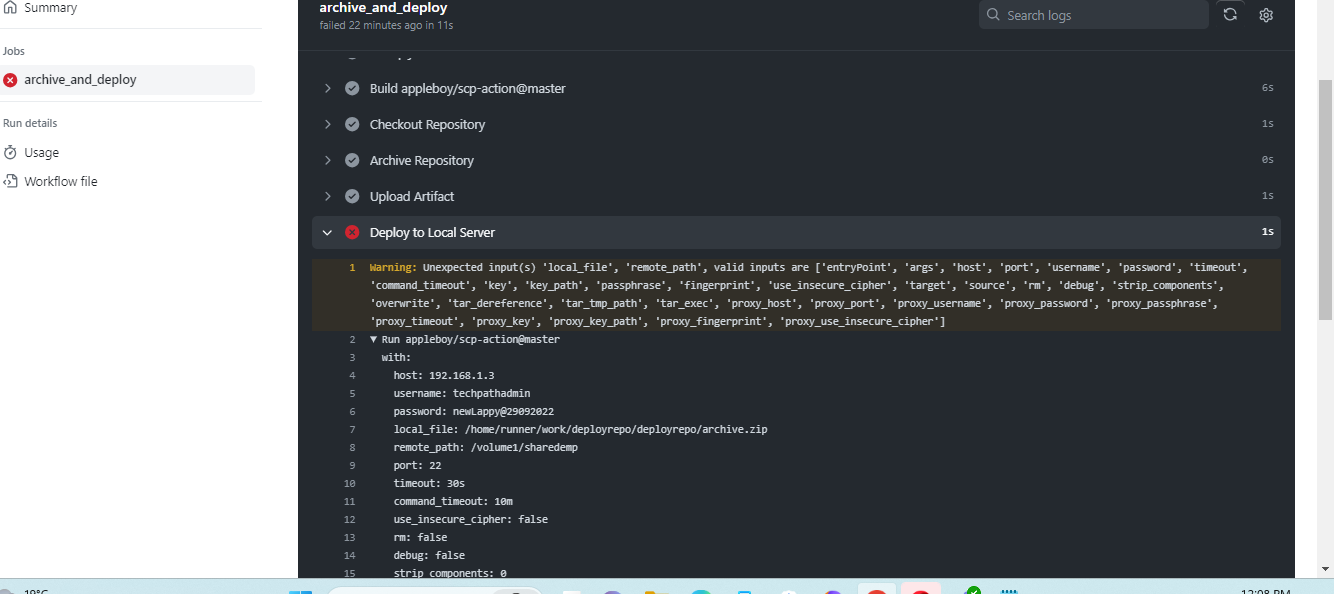 Summary
archive_and_deploy
failed 22 minutes ago in 11s
Search logs
Jobs
archive_and_deploy
Run details
Usage
Workflow file
Build appleboy/scp-action@master 6s
Checkout Repository 1s
Archive Repository 0s
Upload Artifact 1s
Deploy to Local Server 1s
1 Warning: Unexpected input(s) 'local_file', 'remote_path', valid inputs are ['entryPoint', 'args', 'host', 'port', 'username', 'password', 'timeout',
'command_timeout', 'key', 'key_path', 'passphrase', 'fingerprint', 'use_insecure_cipher', 'target', 'source', 'rm', 'debug', 'strip_components',
'overwrite', 'tar_dereference', 'tar_tmp_path', 'tar_exec', 'proxy_host', 'proxy_port', 'proxy_username', 'proxy_password', 'proxy_passphrase',
'proxy_timeout', 'proxy_key', 'proxy_key_path', 'proxy_fingerprint', 'proxy_use_insecure_cipher']
2 ▼ Run appleboy/scp-action@master
3 with:
4 host: 192.168.1.3
5 username: techpathadmin
6 password: newLappy@29092022
7 local_file: /home/runner/work/deployrepo/deployrepo/archive.zip
8 remote_path: /volume1/sharedemp
9 port: 22
10 timeout: 30s
11 command_timeout: 10m
12 use_insecure_cipher: false
13 rm: false
14 debug: false
15 strip_components: 0
19°C
12:08 PM